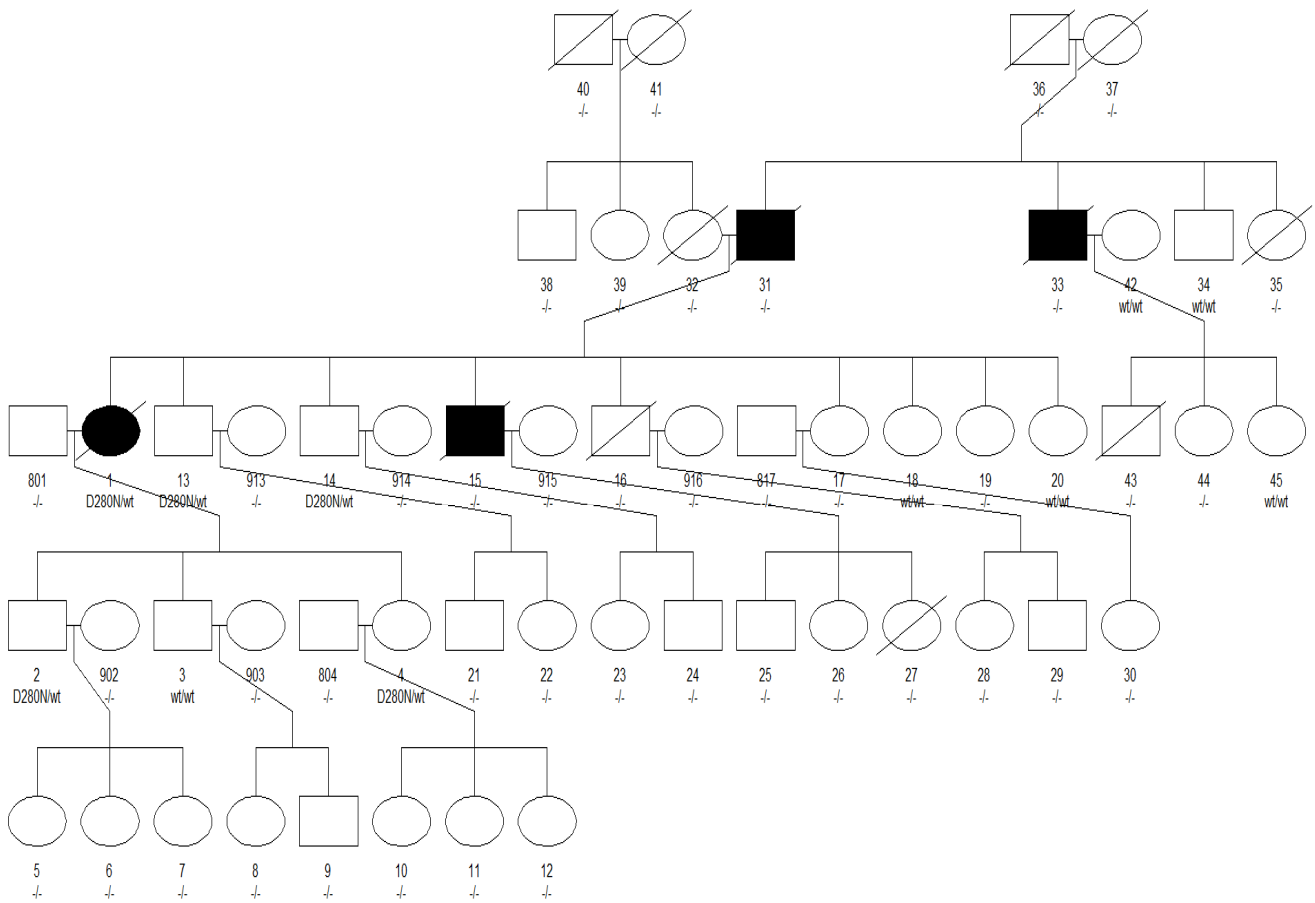 40 41 36 37
-/- -/- -/- -/-
38 39 32 31 33 42 34 35
-/- -/- -/- -/- -/- wt/wt wt/wt -/-
801 1 13 913 14 914 15 915 16 916 817 17 18 19 20 43 44 45
-/- D280N/wt D280N/wt -/- D280N/wt -/- -/- -/- -/- -/- -/- -/- wt/wt -/- wt/wt -/- -/- wt/wt
2 902 3 903 804 4 21 22 23 24 25 26 27 28 29 30
D280N/wt -/- wt/wt -/- -/- D280N/wt -/- -/- -/- -/- -/- -/- -/- -/- -/- -/-
5 6 7 8 9 10 11 12
-/- -/- -/- -/- -/- -/- -/- -/-